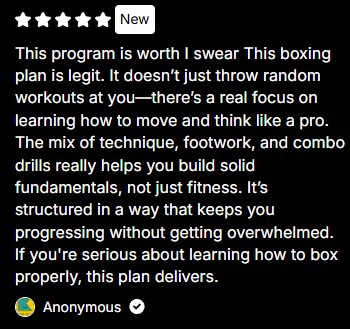 New
This program is worth I swear This boxing
plan is legit. It doesn't just throw random
workouts at you—there's a real focus on
learning how to move and think like a pro.
The mix of technique, footwork, and combo
drills really helps you build solid
fundamentals, not just fitness. It's
structured in a way that keeps you
progressing without getting overwhelmed.
If you're serious about learning how to box
properly, this plan delivers.
Anonymous